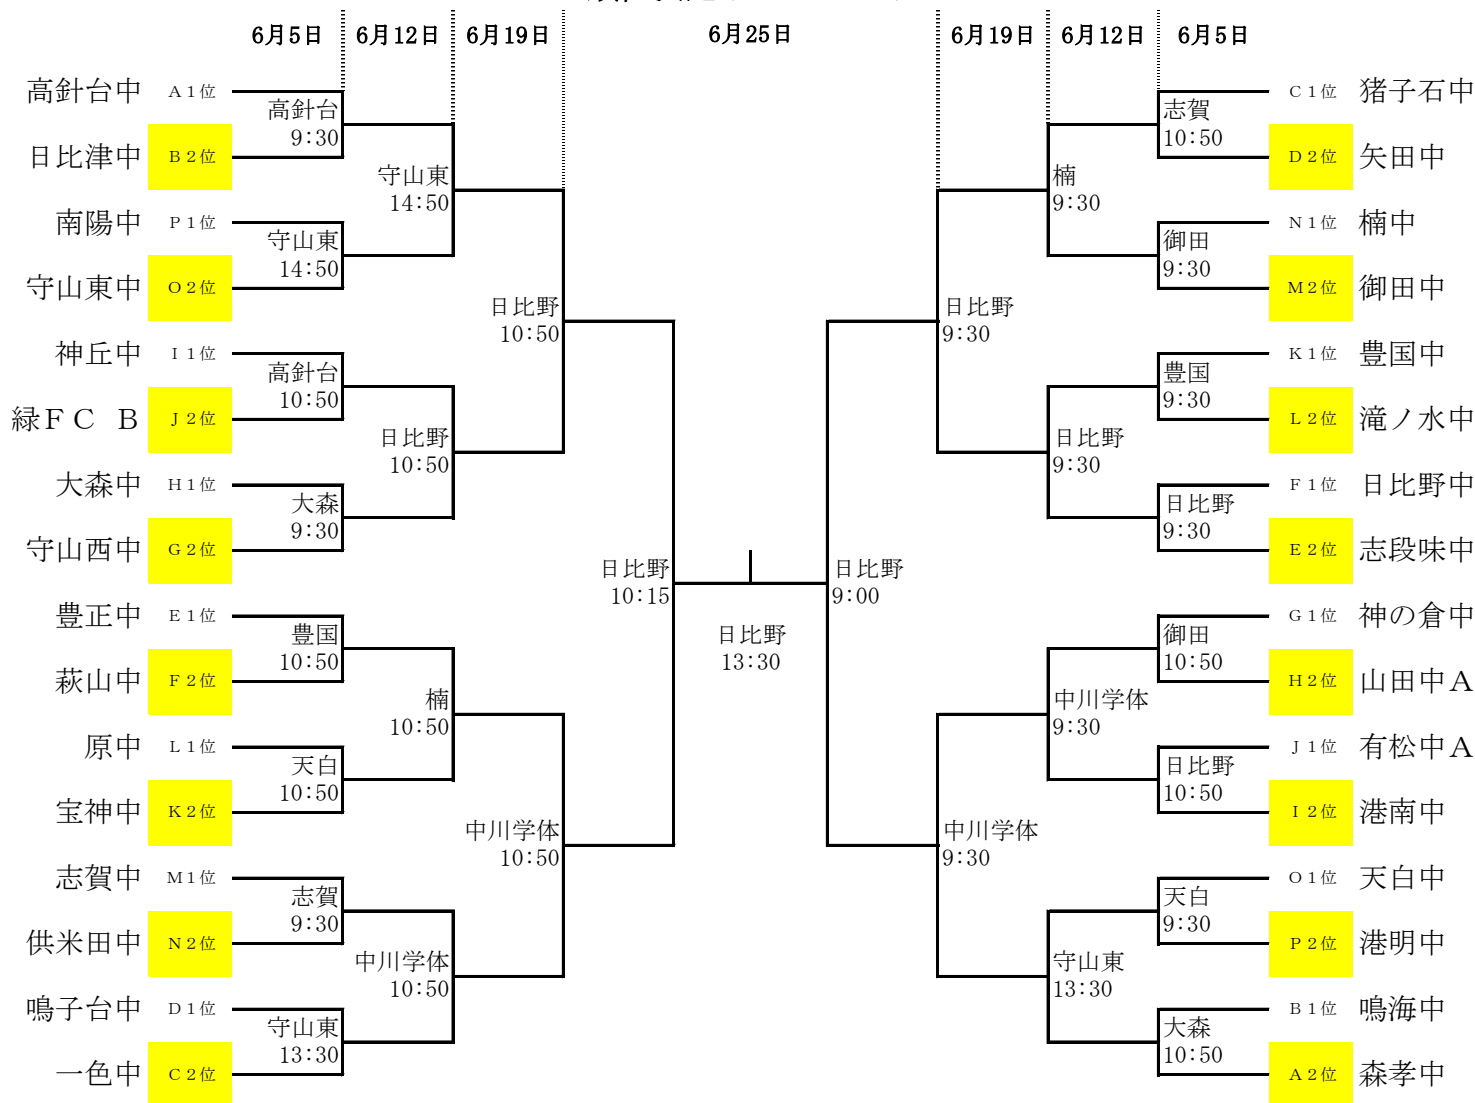 6月5日 6月12日 6月19日 6月25日 6月19日 6月12日 6月5日
高針台中 A1位
高針台
9:30
日比津中 B2位
守山東
14:50
南陽中 P1位
守山東
14:50
守山東中 O2位
日比野
10:50
神丘中 I1位
高針台
10:50
緑FC B J2位
日比野
10:50
大森中 H1位
大森
9:30
守山西中 G2位
日比野
10:15
豊正中 E1位
豊国
10:50
萩山中 F2位
楠
10:50
原中 L1位
天白
10:50
宝神中 K2位
中川学体
10:50
志賀中 M1位
志賀
9:30
供米田中 N2位
中川学体
10:50
鳴子台中 D1位
守山東
13:30
一色中 C2位
日比野
13:30
C1位 猪子石中
志賀
10:50
D2位 矢田中
楠
9:30
N1位 楠中
御田
9:30
M2位 御田中
日比野
9:30
K1位 豊国中
豊国
9:30
L2位 滝ノ水中
日比野
9:30
F1位 日比野中
日比野
9:30
E2位 志段味中
日比野
9:00
G1位 神の倉中
御田
10:50
H2位 山田中A
中川学体
9:30
J1位 有松中A
日比野
10:50
I2位 港南中
中川学体
9:30
O1位 天白中
天白
9:30
P2位 港明中
守山東
13:30
B1位 鳴海中
大森
10:50
A2位 森孝中